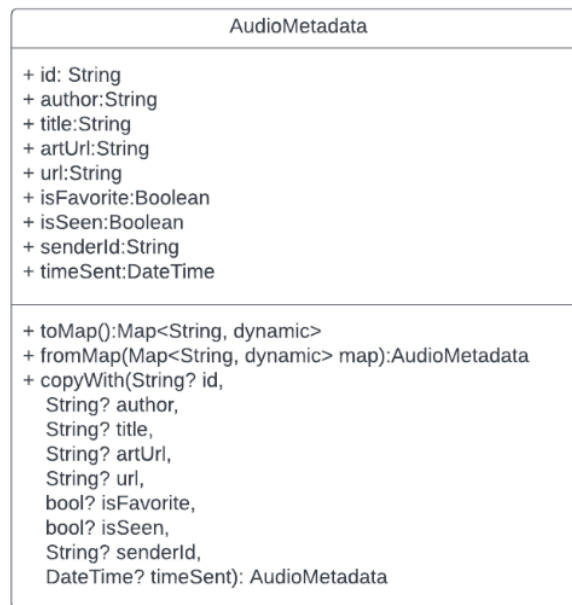 AudioMetadata
+ id: String
+ author:String
+ title:String
+ artUrl:String
+ url:String
+ isFavorite:Boolean
+ isSeen:Boolean
+ senderId:String
+ timeSent:DateTime
+ toMap():Map<String, dynamic>
+ fromMap(Map<String, dynamic> map):AudioMetadata
+ copyWith(String? id,
String? author,
String? title,
String? artUrl,
String? url,
bool? isFavorite,
bool? isSeen,
String? senderId,
DateTime? timeSent): AudioMetadata